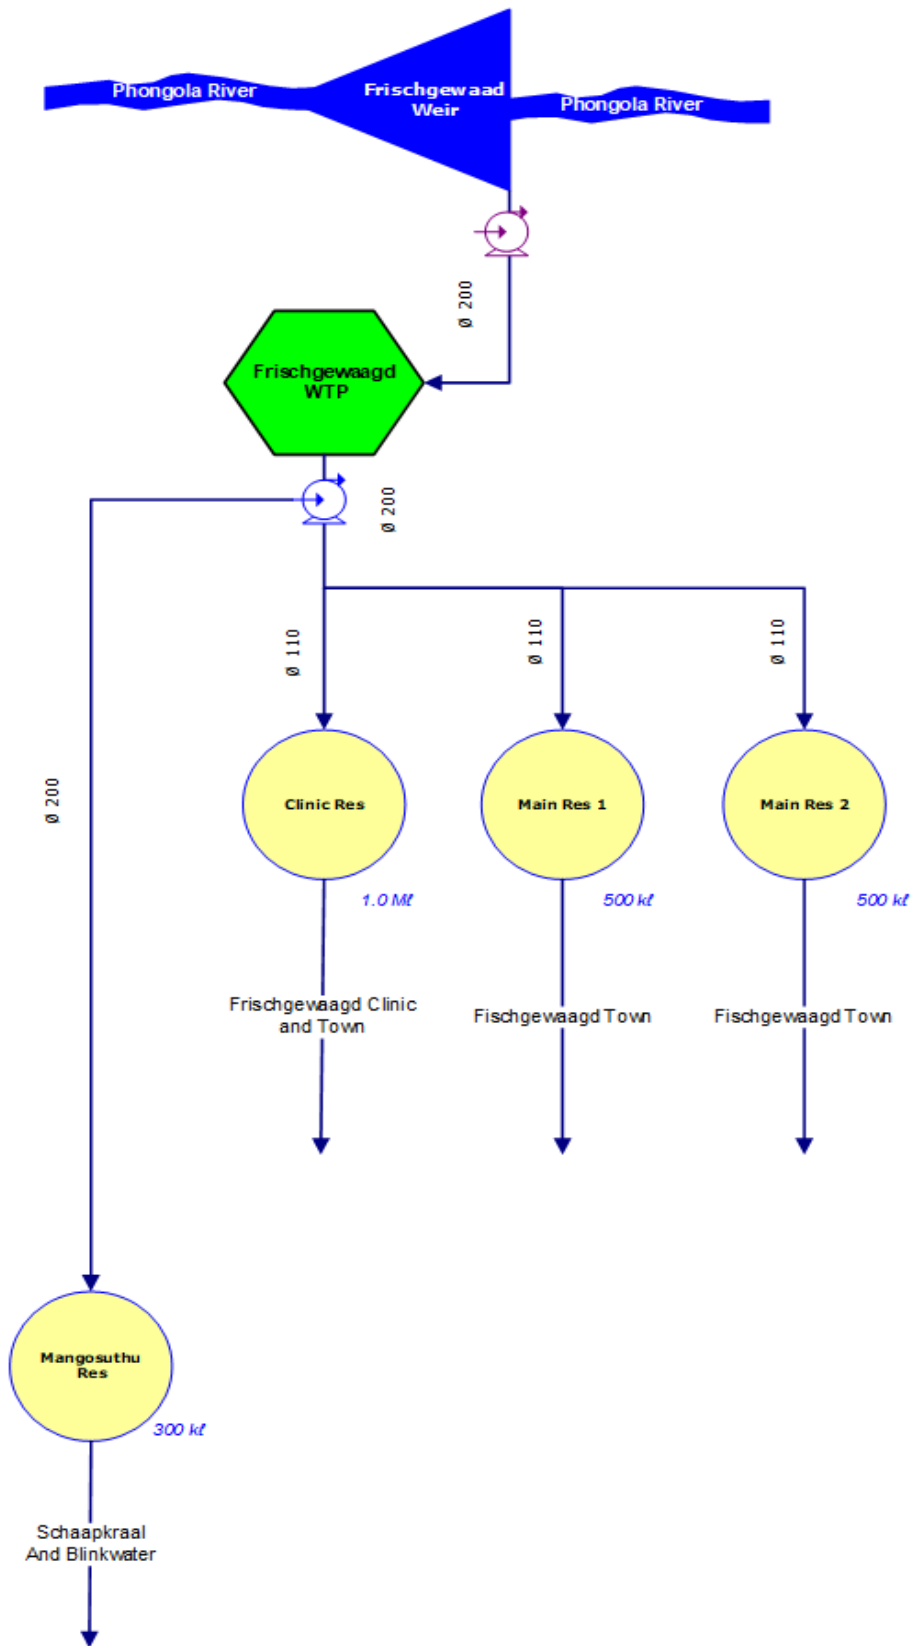 Phongola River
Frischgewaad
Weir
Phongola River
Ø 200
Frischgewaagd
WTP
Ø 200
Ø 110
Ø 110
Ø 110
Ø 200
Clinic Res
Main Res 1
Main Res 2
1.0 Mℓ
500 kℓ
500 kℓ
Frischgewaagd Clinic
and Town
Fischgewaagd Town
Fischgewaagd Town
Mangosuthu
Res
300 kℓ
Schaapkraal
And Blinkwater